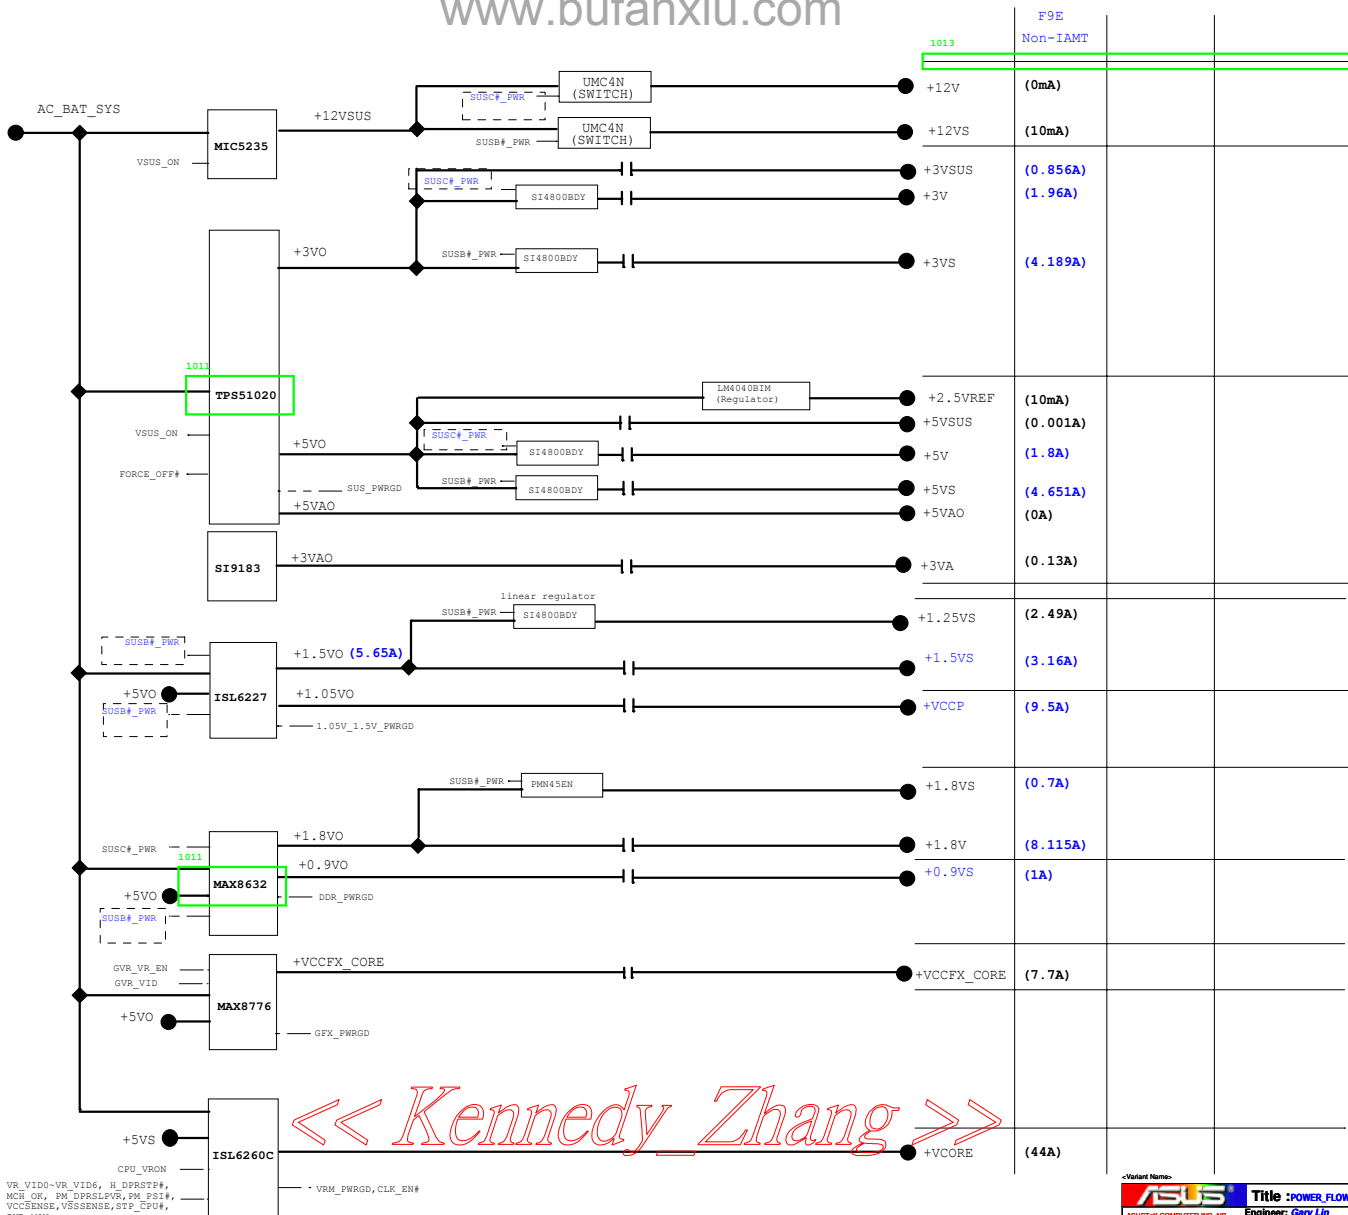 www.bufanxiu.com
F9E
Non-IAMT
1013
AC_BAT_SYS
+12VSUS
SUSC#_PWR
UMC4N
(SWITCH)
+12V
(0mA)
MIC5235
VSUS_ON
SUSB#_PWR
UMC4N
(SWITCH)
+12VS
(10mA)
+3VSUS
(0.856A)
SUSC#_PWR
SI4800BDY
+3V
(1.96A)
+3VO
SUSB#_PWR
SI4800BDY
+3VS
(4.189A)
1011
TPS51020
LM4040BIM
(Regulator)
+2.5VREF
(10mA)
+5VSUS
(0.001A)
VSUS_ON
+5VO
SUSC#_PWR
SI4800BDY
+5V
(1.8A)
FORCE_OFF#
SUS_PWRGD
SUSB#_PWR
SI4800BDY
+5VS
(4.651A)
+5VAO
+5VAO
(0A)
SI9183
+3VAO
+3VA
(0.13A)
linear regulator
SUSB#_PWR
SI4800BDY
+1.25VS
(2.49A)
SUSB#_PWR
+1.5VO (5.65A)
+1.5VS
(3.16A)
+5VO
ISL6227
+1.05VO
+VCCP
(9.5A)
SUSB#_PWR
1.05V_1.5V_PWRGD
SUSB#_PWR
PMN45EN
+1.8VS
(0.7A)
+1.8VO
+1.8V
(8.115A)
SUSC#_PWR
1011
+0.9VO
+0.9VS
(1A)
MAX8632
+5VO
DDR_PWRGD
SUSB#_PWR
+VCCFX_CORE
+VCCFX_CORE
(7.7A)
GVR_VR_EN
GVR_VID
MAX8776
+5VO
GFX_PWRGD
<< Kennedy_Zhang >>
+5VS
ISL6260C
+VCORE
(44A)
CPU_VRON
VR_VID0~VR_VID6, H_DPRSTP#,
MCH_OK, PM_DPRSLPVR,PM_PSI#,
VCCSENSE,VSSSENSE,STP_CPU#,
VRM_PWRGD,CLK_EN#
<Variant Name>
ASUS
Title :POWER_FLOW
Engineer: Gary Lin